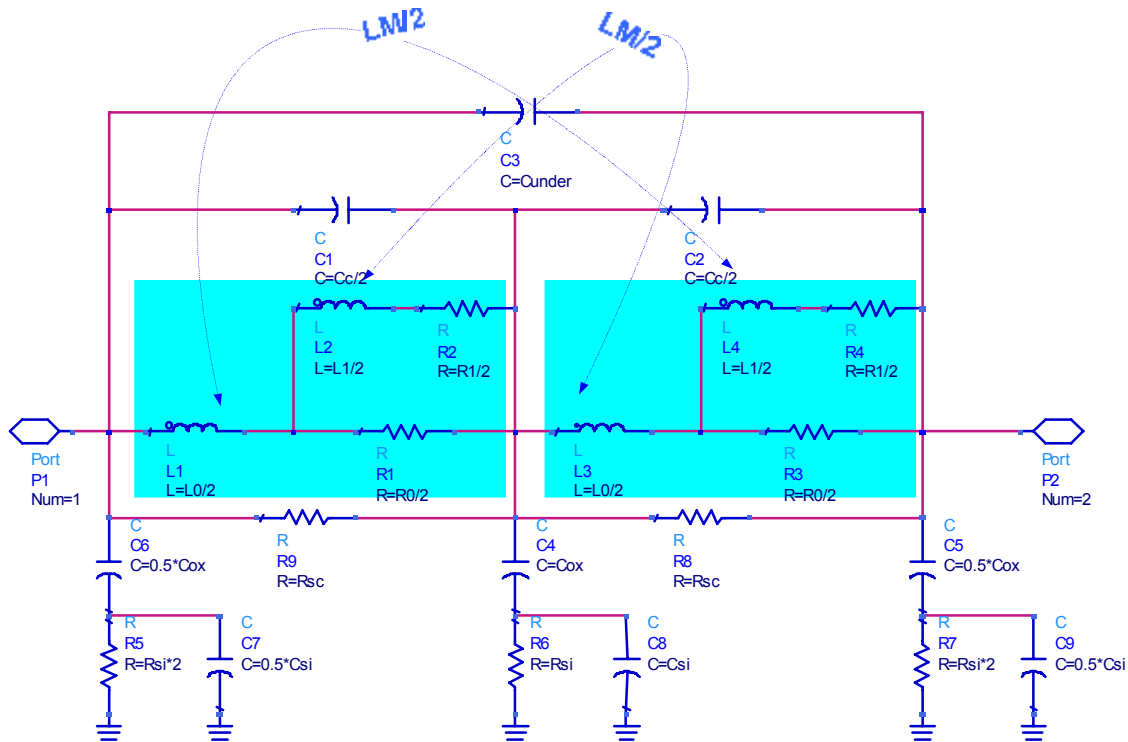 LM/2
LM/2
C
C3
C=Cunder
C
C1
C=Cc/2
C
C2
C=Cc/2
L
L2
L=L1/2
R
R2
R=R1/2
L
L4
L=L1/2
R
R4
R=R1/2
Port
P1
Num=1
L
L1
L=L0/2
R
R1
R=R0/2
L
L3
L=L0/2
R
R3
R=R0/2
Port
P2
Num=2
C
C6
C=0.5*Cox
R
R9
R=Rsc
C
C4
C=Cox
R
R8
R=Rsc
C
C5
C=0.5*Cox
R
R5
R=Rsi*2
C
C7
C=0.5*Csi
R
R6
R=Rsi
C
C8
C=Csi
R
R7
R=Rsi*2
C
C9
C=0.5*Csi